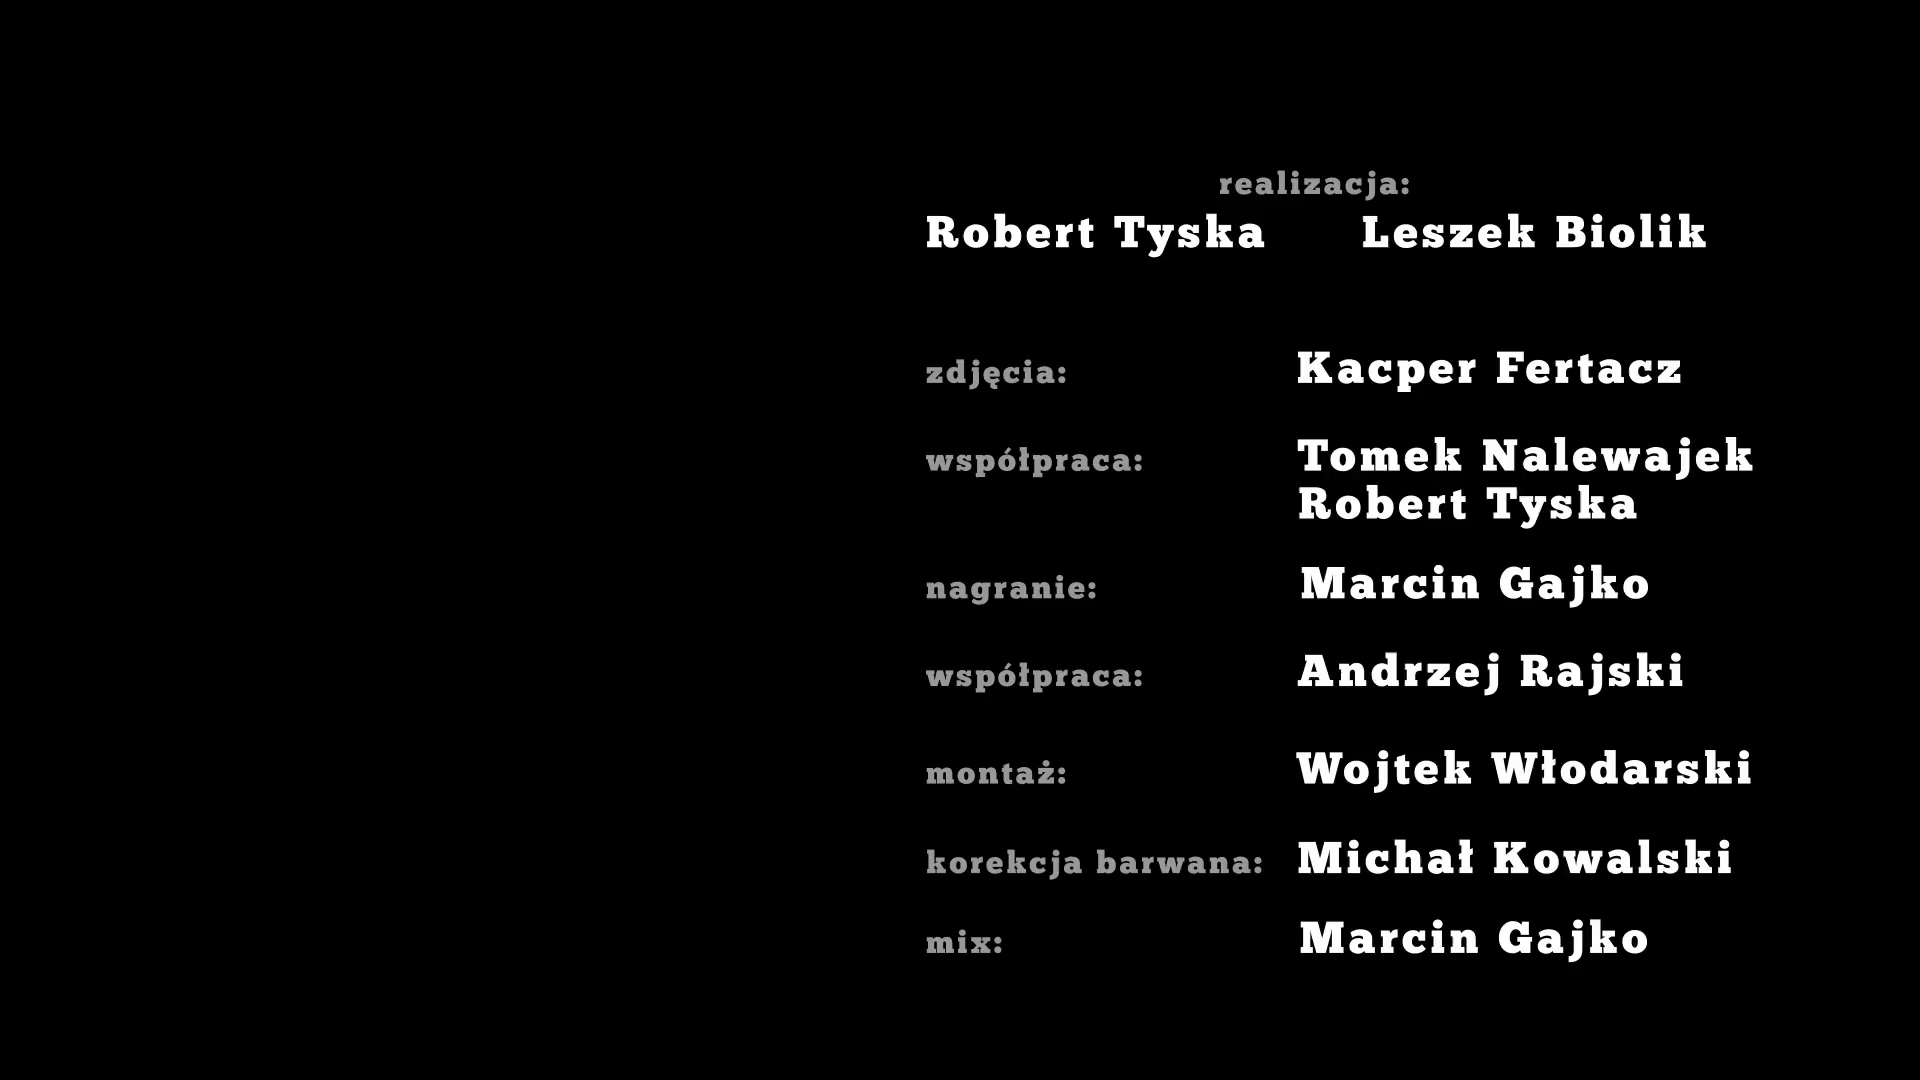 realizacja:
Robert Tyska Leszek Biolik
zdjęcia: Kacper Fertacz
współpraca: Tomek Nalewajek
Robert Tyska
nagranie: Marcin Gajko
współpraca: Andrzej Rajski
montaż: Wojtek Włodarski
korekcja barwana: Michał Kowalski
mix: Marcin Gajko